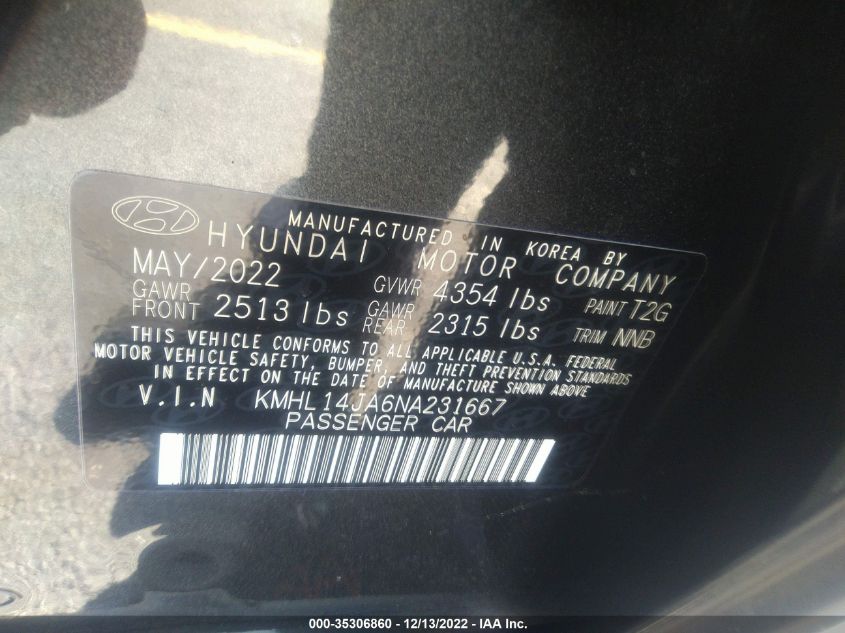 MANUFACTURED IN KOREA BY
HYUNDAI MOTOR COMPANY
MAY/2022 GVWR 4354 lbs PAINT T2G
GAWR FRONT 2513 lbs GAWR REAR 2315 lbs TRIM NNB
THIS VEHICLE CONFORMS TO ALL APPLICABLE U.S.A. FEDERAL
MOTOR VEHICLE SAFETY, BUMPER, AND THEFT PREVENTION STANDARDS
IN EFFECT ON THE DATE OF MANUFACTURE SHOWN ABOVE
V.I.N KMHL14JA6NA231667
PASSENGER CAR
000-35306860 - 12/13/2022 - IAA Inc.